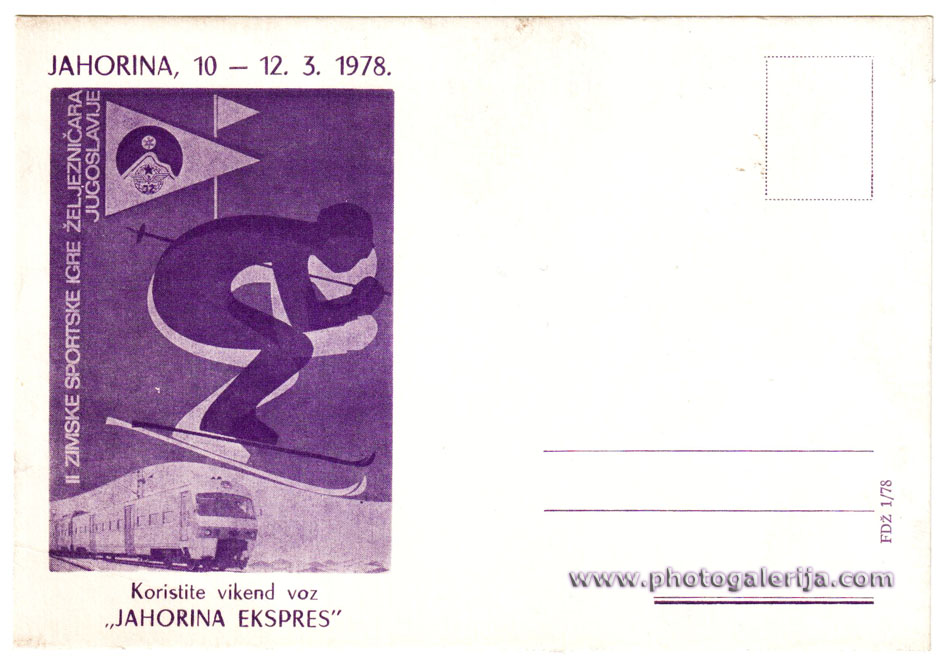 JAHORINA, 10 – 12. 3. 1978.
II ZIMSKE SPORTSKE IGRE ŽELJEZNIČARA
JUGOSLAVIJE
Koristite vikend voz
„JAHORINA EKSPRES”
FDŽ 1/78
www.photogalerija.com